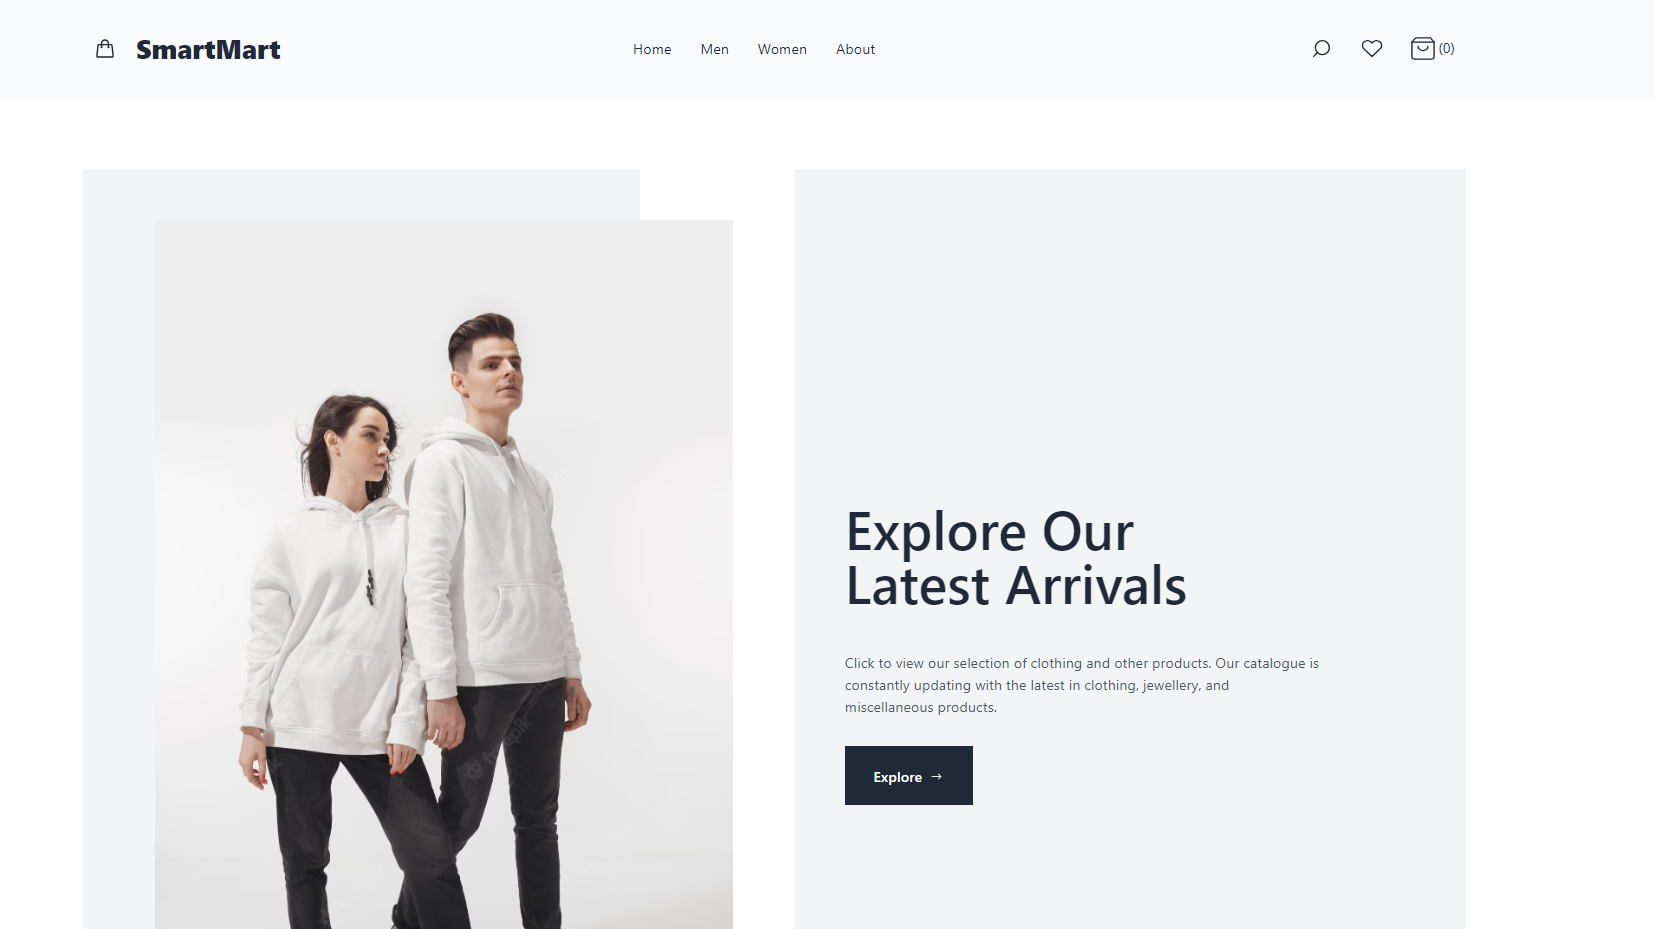 SmartMart
Home Men Women About
(0)
Explore Our
Latest Arrivals
Click to view our selection of clothing and other products. Our catalogue is
constantly updating with the latest in clothing, jewellery, and
miscellaneous products.
Explore →
freepik